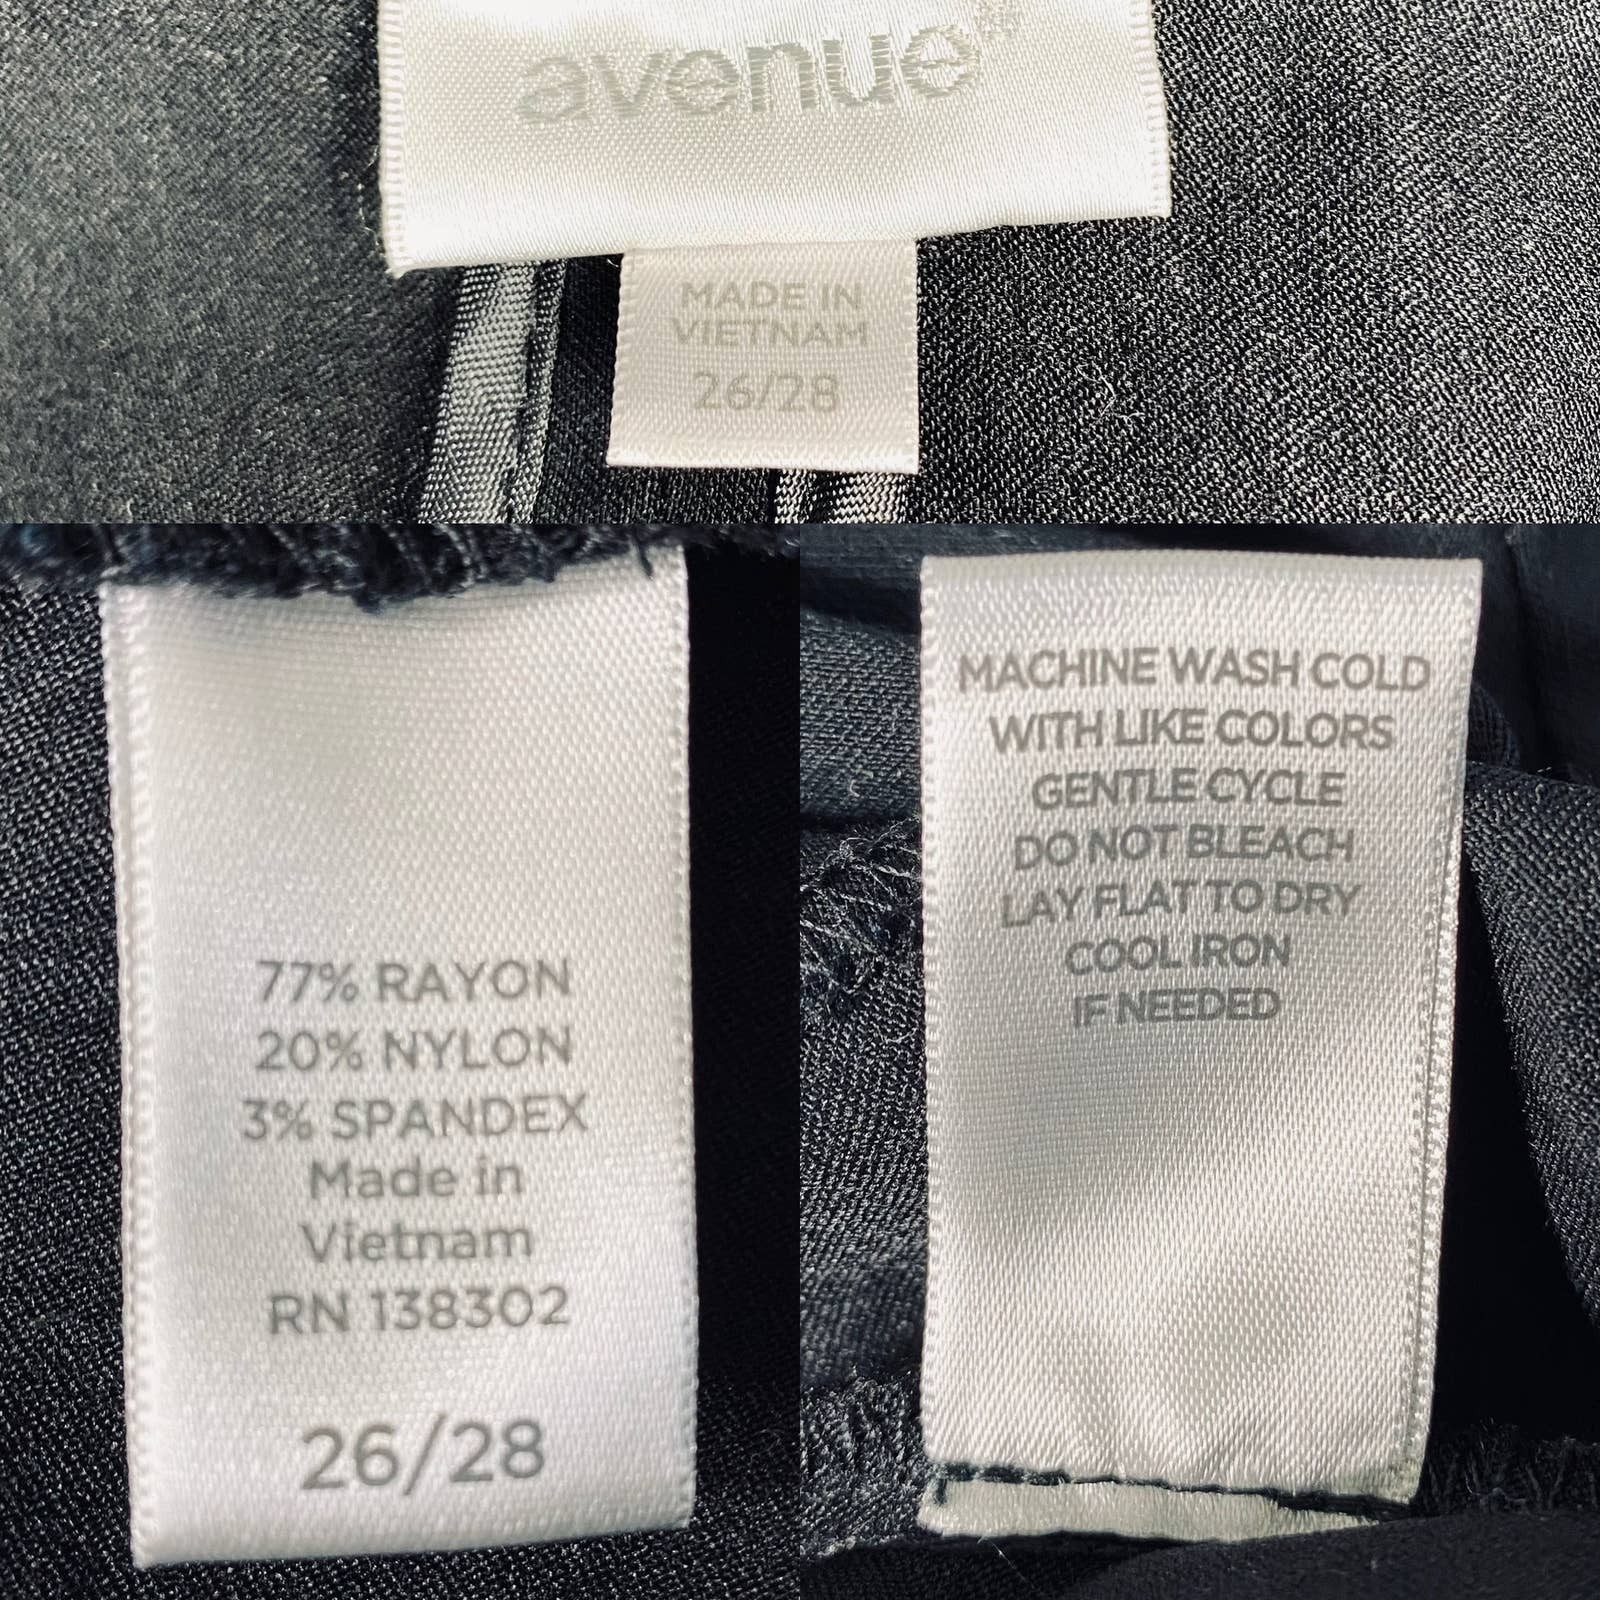 avenue
MADE IN
VIETNAM
26/28
77% RAYON
20% NYLON
3% SPANDEX
Made in
Vietnam
RN 138302
26/28
MACHINE WASH COLD
WITH LIKE COLORS
GENTLE CYCLE
DO NOT BLEACH
LAY FLAT TO DRY
COOL IRON
IF NEEDED